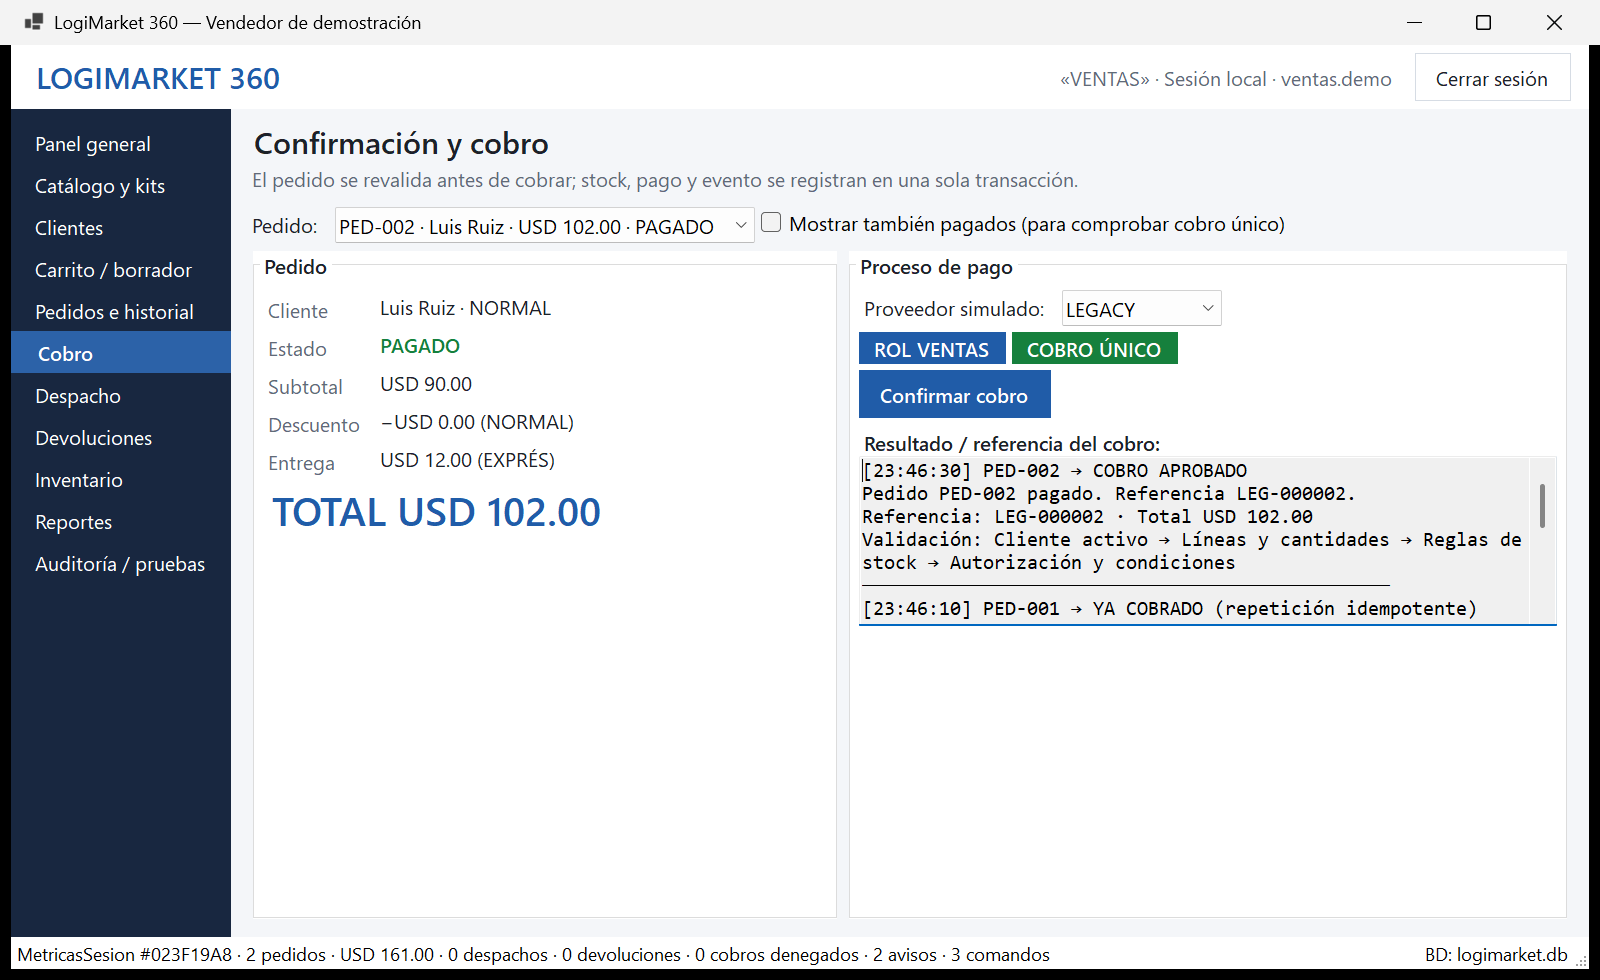 LogiMarket 360 — Vendedor de demostración
LOGIMARKET 360
«VENTAS» · Sesión local · ventas.demo
Cerrar sesión
Panel general
Catálogo y kits
Clientes
Carrito / borrador
Pedidos e historial
Cobro
Despacho
Devoluciones
Inventario
Reportes
Auditoría / pruebas
Confirmación y cobro
El pedido se revalida antes de cobrar; stock, pago y evento se registran en una sola transacción.
Pedido: PED-002 · Luis Ruiz · USD 102.00 · PAGADO
Mostrar también pagados (para comprobar cobro único)
Pedido
Cliente Luis Ruiz · NORMAL
Estado PAGADO
Subtotal USD 90.00
Descuento −USD 0.00 (NORMAL)
Entrega USD 12.00 (EXPRÉS)
TOTAL USD 102.00
Proceso de pago
Proveedor simulado: LEGACY
ROL VENTAS COBRO ÚNICO
Confirmar cobro
Resultado / referencia del cobro:
[23:46:30] PED-002 → COBRO APROBADO
Pedido PED-002 pagado. Referencia LEG-000002.
Referencia: LEG-000002 · Total USD 102.00
Validación: Cliente activo → Líneas y cantidades → Reglas de
stock → Autorización y condiciones
[23:46:10] PED-001 → YA COBRADO (repetición idempotente)
MetricasSesion #023F19A8 · 2 pedidos · USD 161.00 · 0 despachos · 0 devoluciones · 0 cobros denegados · 2 avisos · 3 comandos
BD: logimarket.db